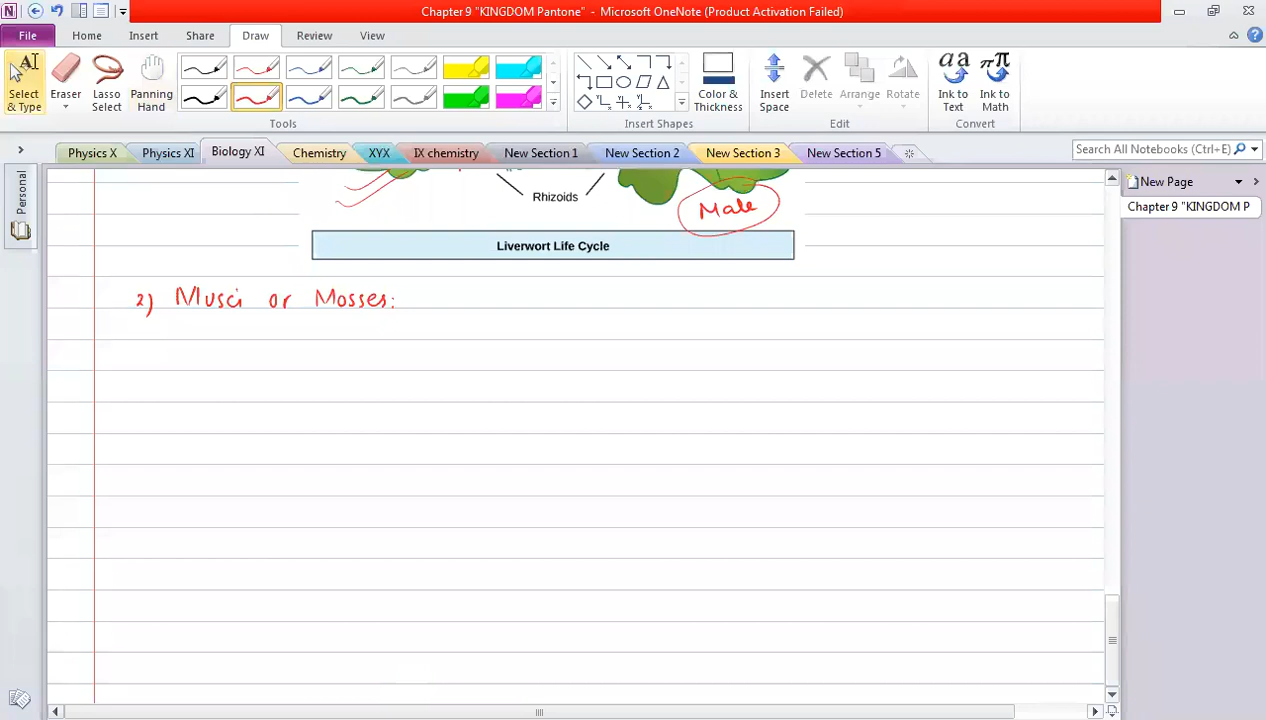 Chapter 9 "KINGDOM Pantone" - Microsoft OneNote (Product Activation Failed)
File Home Insert Share Draw Review View
Select & Type
Eraser
Lasso Select
Panning Hand
Color & Thickness
Insert Space
Delete
Arrange
Rotate
Ink to Text
Ink to Math
Tools Insert Shapes Edit Convert
Physics X Physics XI Biology XI Chemistry XYX IX chemistry New Section 1 New Section 2 New Section 3 New Section 5 Search All Notebooks (Ctrl+E)
Personal
New Page
Chapter 9 "KINGDOM P
Rhizoids
Male
Liverwort Life Cycle
2) Musci or Mosses: